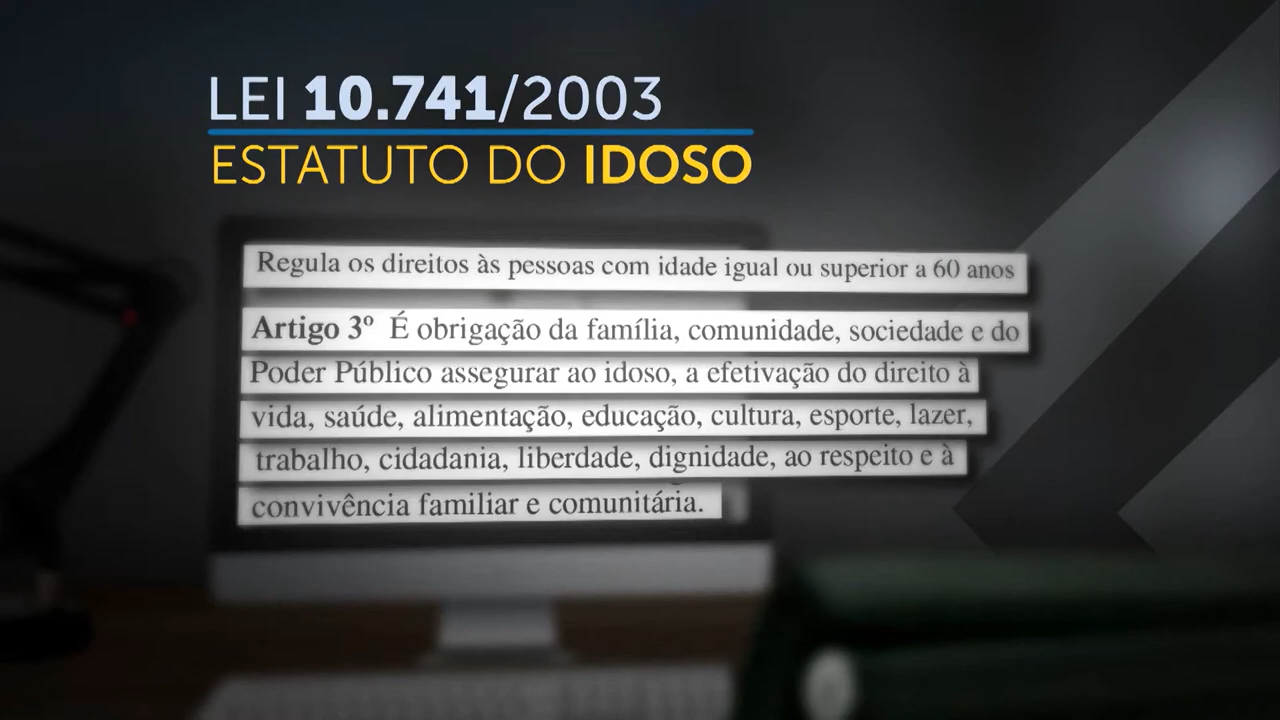 LEI 10.741/2003
ESTATUTO DO IDOSO
Regula os direitos às pessoas com idade igual ou superior a 60 anos
Artigo 3º É obrigação da família, comunidade, sociedade e do
Poder Público assegurar ao idoso, a efetivação do direito à
vida, saúde, alimentação, educação, cultura, esporte, lazer,
trabalho, cidadania, liberdade, dignidade, ao respeito e à
convivência familiar e comunitária.